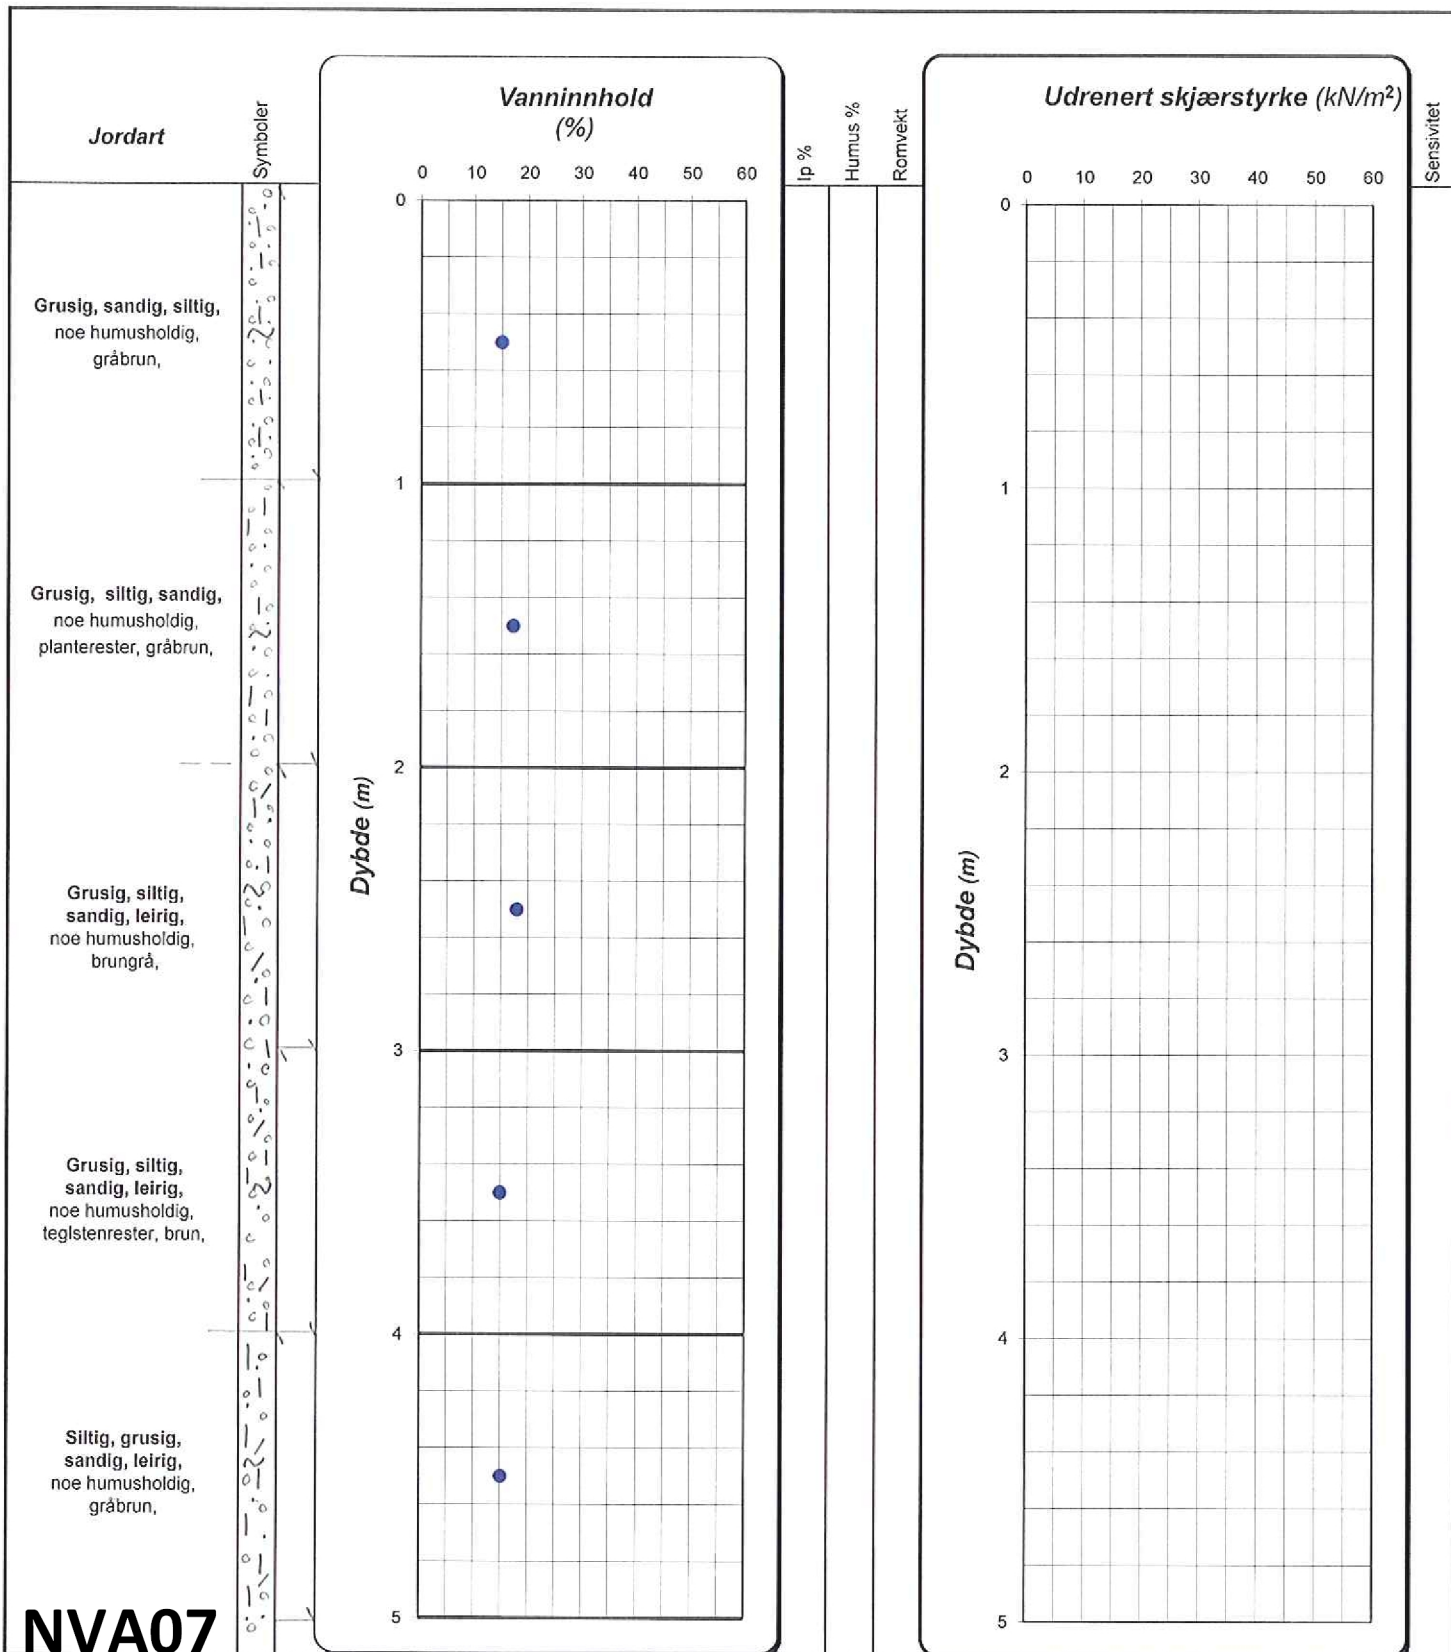 Jordart
Symboler
Vanninnhold
(%)
0 10 20 30 40 50 60
Ip %
Humus %
Romvekt
Udrenert skjærstyrke (kN/m²)
0 10 20 30 40 50 60
Sensivitet
Grusig, sandig, siltig,
noe humusholdig,
gråbrun,
Grusig, siltig, sandig,
noe humusholdig,
planterester, gråbrun,
Grusig, siltig,
sandig, leirig,
noe humusholdig,
brungrå,
Grusig, siltig,
sandig, leirig,
noe humusholdig,
teglstenrester, brun,
Siltig, grusig,
sandig, leirig,
noe humusholdig,
gråbrun,
NVA07
Dybde (m)
0
1
2
3
4
5
Dybde (m)
0
1
2
3
4
5